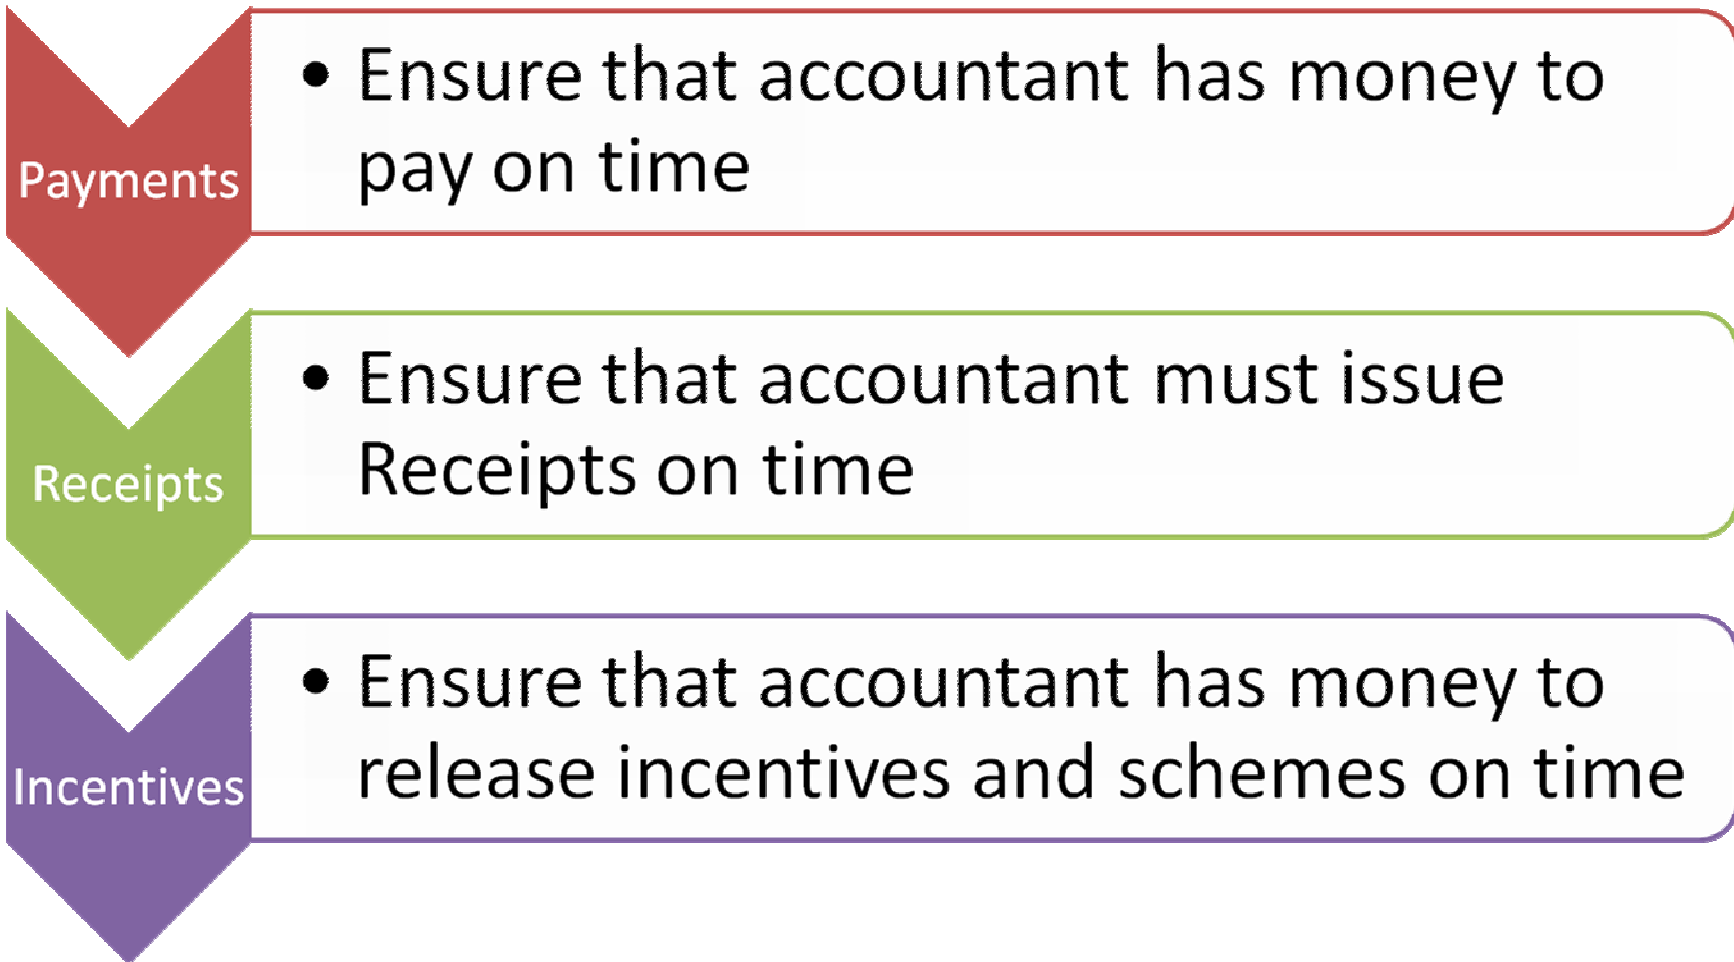 Payments
• Ensure that accountant has money to
pay on time
Receipts
• Ensure that accountant must issue
Receipts on time
Incentives
• Ensure that accountant has money to
release incentives and schemes on time